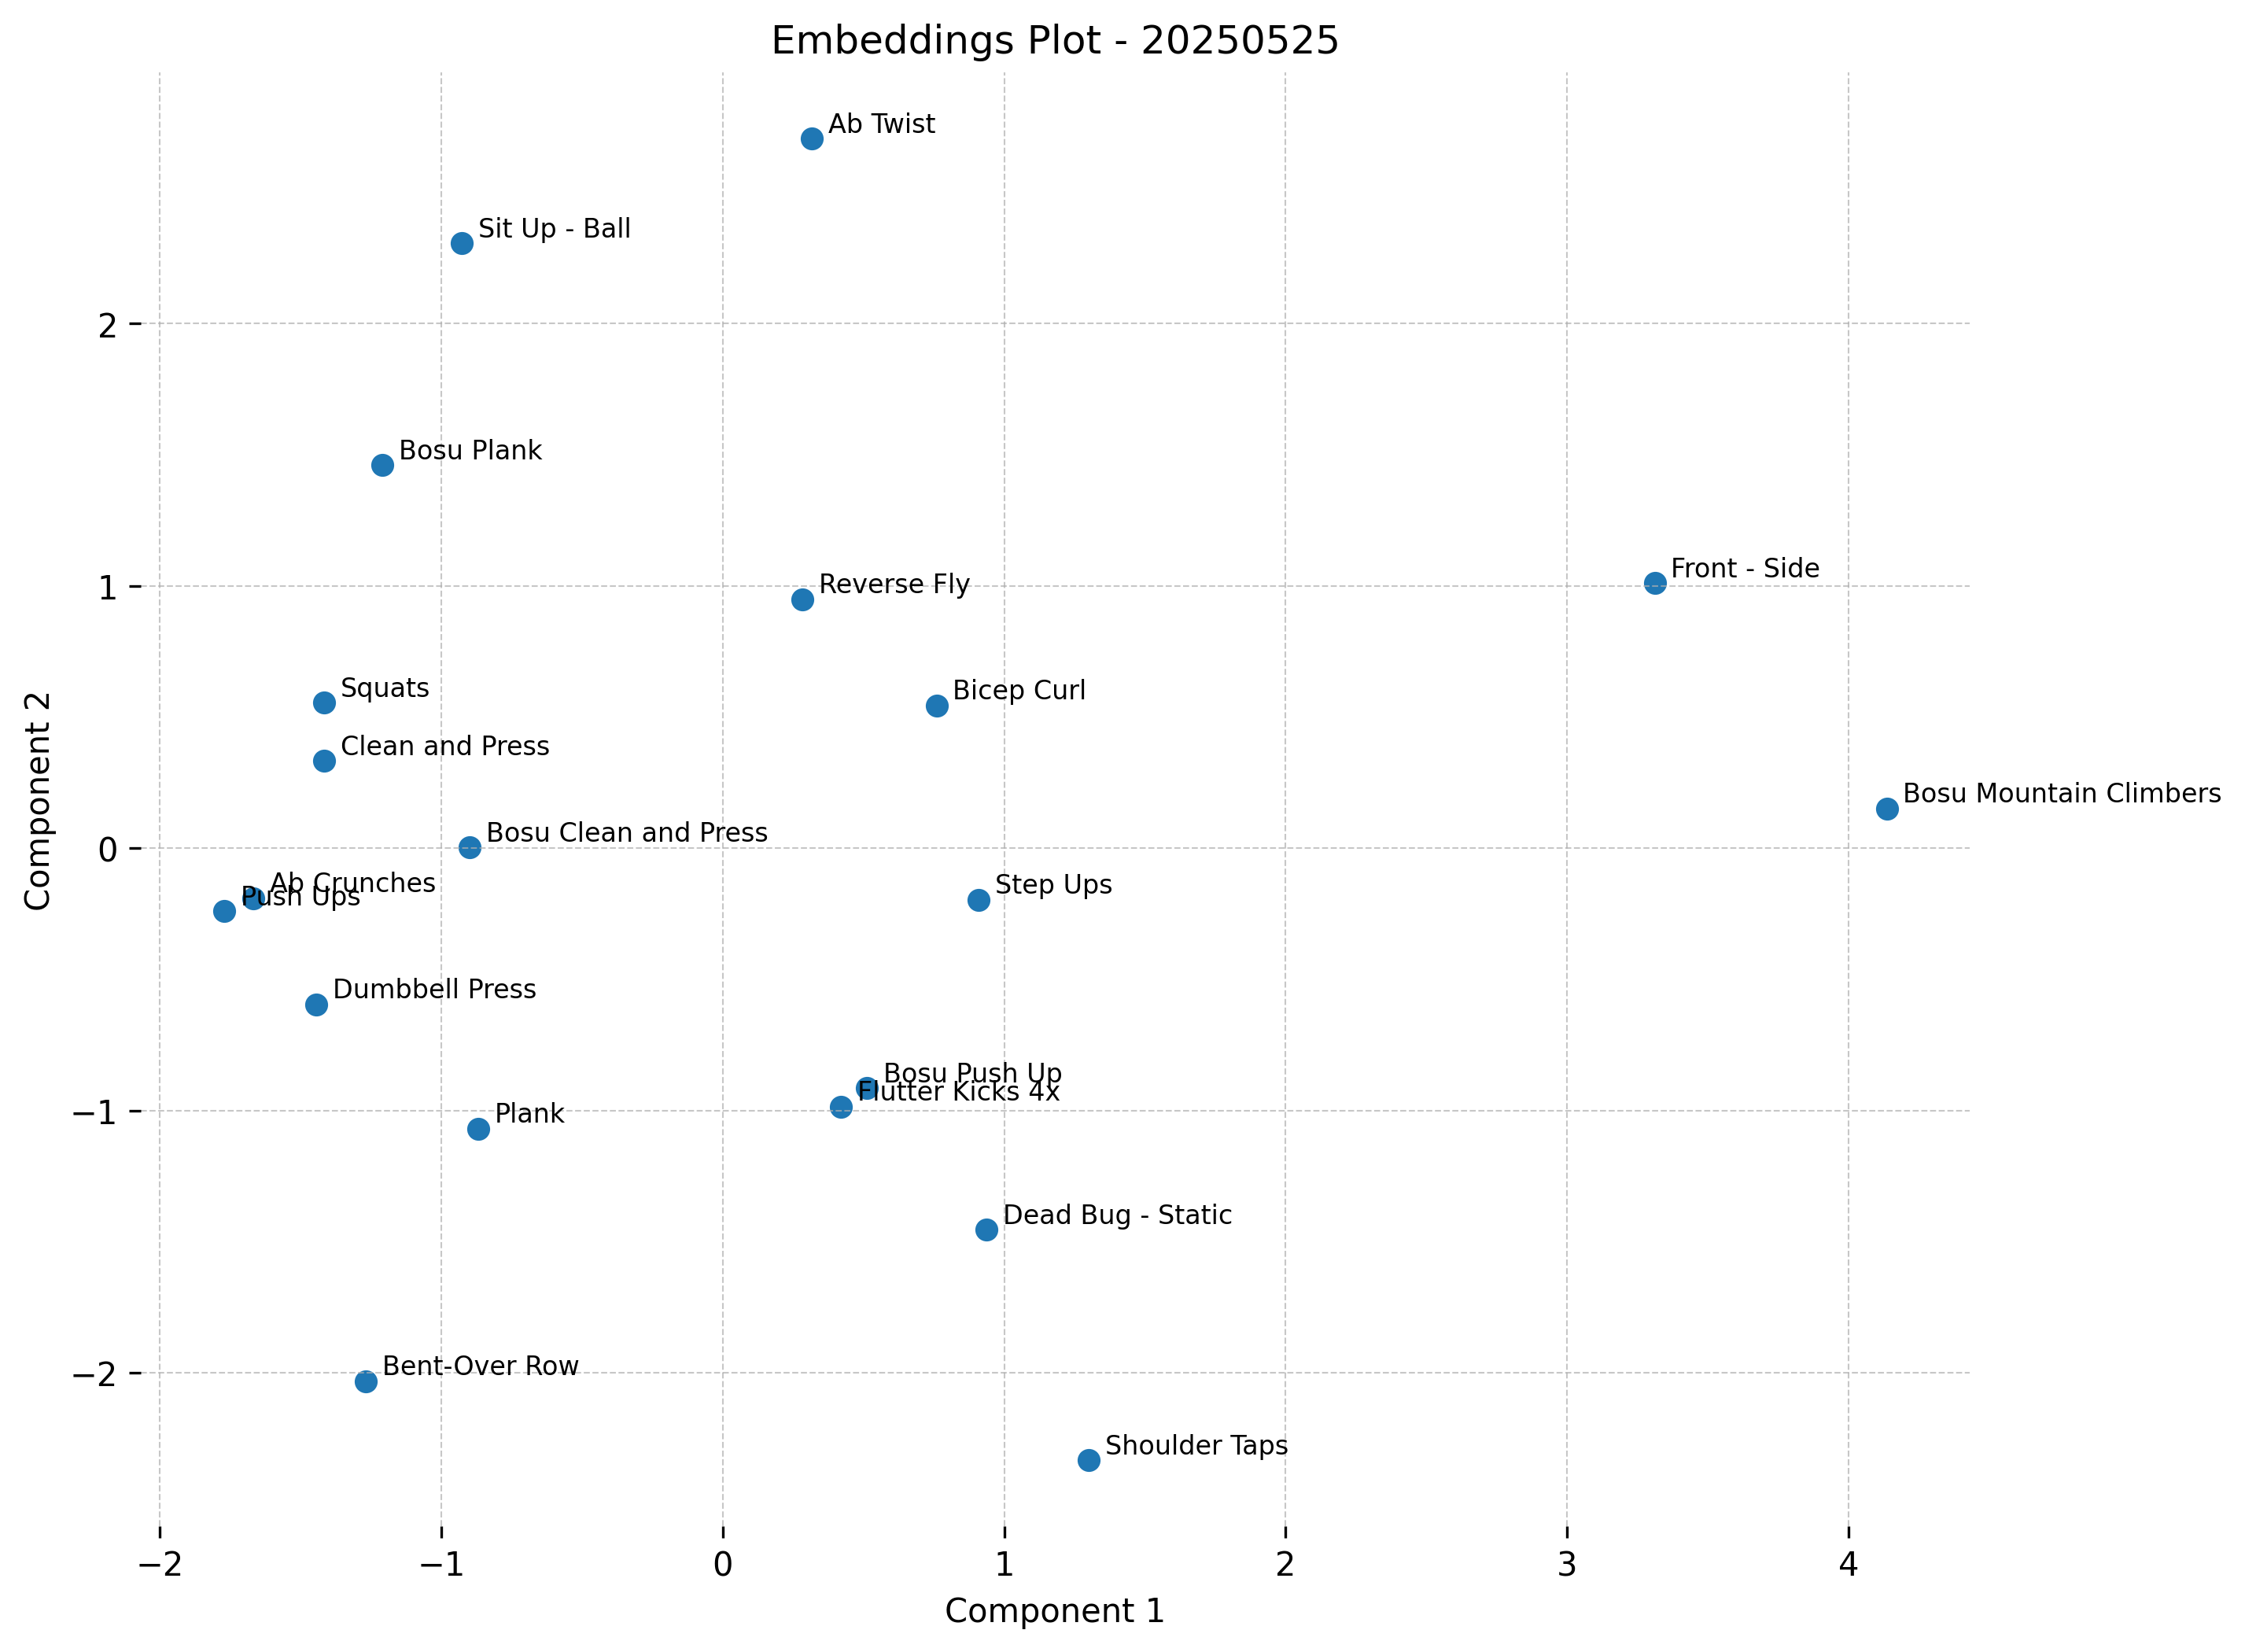 Embeddings Plot - 20250525
Ab Twist
Sit Up - Ball
2
Bosu Plank
Front - Side
1
Reverse Fly
Squats
Bicep Curl
Clean and Press
Bosu Mountain Climbers
Bosu Clean and Press
0
Component 2
Ab Crunches
Push Ups
Step Ups
Dumbbell Press
Bosu Push Up
Flutter Kicks 4x
−1
Plank
Dead Bug - Static
Bent-Over Row
−2
Shoulder Taps
−2 −1 0 1 2 3 4
Component 1